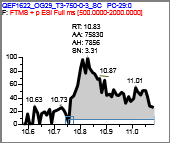 QEF1622_OG29_T3-750-0-3_SC PC-29:0
F: FTMS + p ESI Full ms [500.0000-2000.0000]
RT: 10.83
AA: 75830
AH: 7856
SN: 3.31
100
80
60
40
20
0
10.63
10.73
10.87
11.01
10.6
10.7
10.8
10.9
11.0